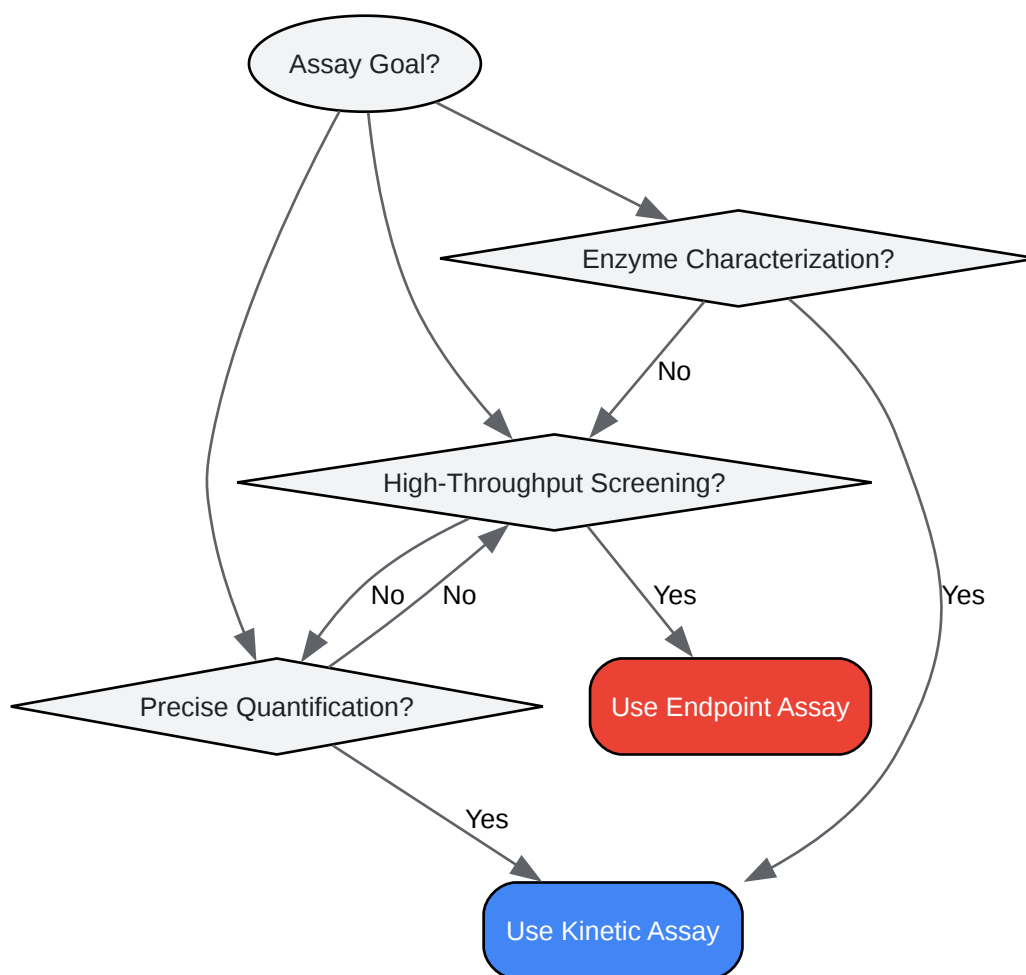 Assay Goal?
Enzyme Characterization?
No
High-Throughput Screening?
No
No
Yes
Yes
Precise Quantification?
Use Endpoint Assay
Yes
Use Kinetic Assay